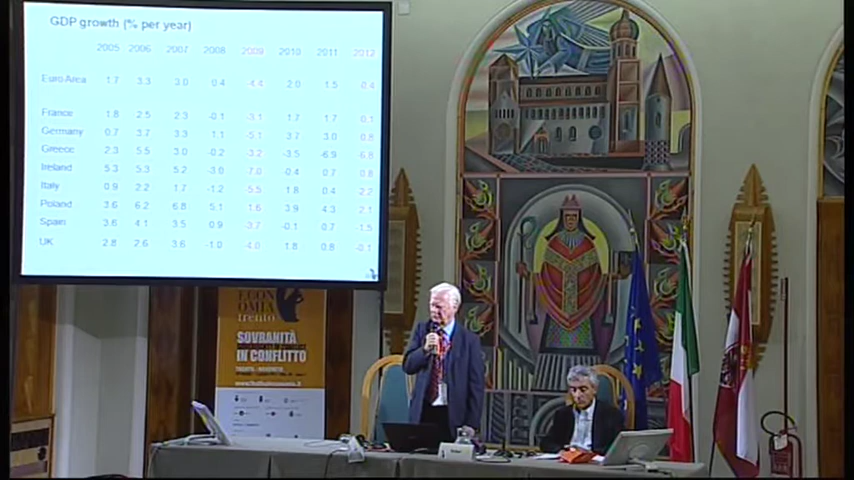 GDP growth (% per year)
2005 2006 2007 2008 2009 2010 2011 2012
Euro Area 1.7 3.3 3.0 0.4 -4.4 2.0 1.5 -0.4
France 1.8 2.5 2.3 -0.1 -3.1 1.7 1.7 0.1
Germany 0.7 3.7 3.3 1.1 -5.1 3.7 3.0 0.8
Greece 2.3 5.5 3.0 -0.2 -3.2 -3.5 -6.9 -6.8
Ireland 5.3 5.3 5.2 -3.0 -7.0 -0.4 0.7 0.8
Italy 0.9 2.2 1.7 -1.2 -5.5 1.8 0.4 -2.2
Poland 3.6 6.2 6.8 5.1 1.6 3.9 4.3 2.1
Spain 3.6 4.1 3.5 0.9 -3.7 -0.1 0.7 -1.5
UK 2.8 2.6 3.6 -1.0 -4.0 1.8 0.8 -0.1
ECON
OMIA
trento
SOVRANITÀ
IN CONFLITTO